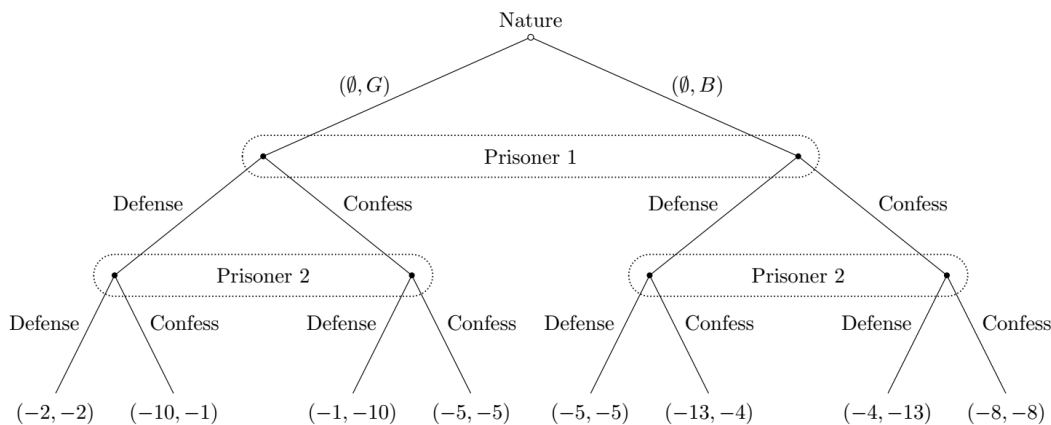 Nature
(∅, G) (∅, B)
Prisoner 1
Defense Confess Defense Confess
Prisoner 2 Prisoner 2
Defense Confess Defense Confess Defense Confess Defense Confess
(−2, −2) (−10, −1) (−1, −10) (−5, −5) (−5, −5) (−13, −4) (−4, −13) (−8, −8)